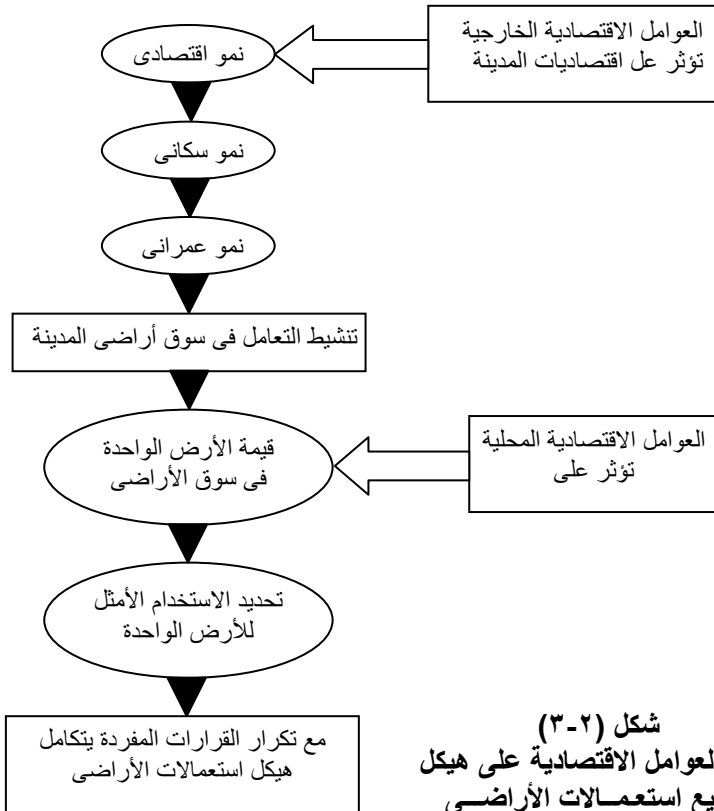 العوامل الاقتصادية الخارجية
تؤثر عل اقتصاديات المدينة
نمو اقتصادى
نمو سكانى
نمو عمرانى
تنشيط التعامل فى سوق أراضى المدينة
قيمة الأرض الواحدة
فى سوق الأراضى
العوامل الاقتصادية المحلية
تؤثر على
تحديد الاستخدام الأمثل
للأرض الواحدة
مع تكرار القرارات المفردة يتكامل
هيكل استعمالات الأراضى
شكل (٢-٣)
لعوامل الاقتصادية على هيكل
يع استعمـــالات الأراضـــى